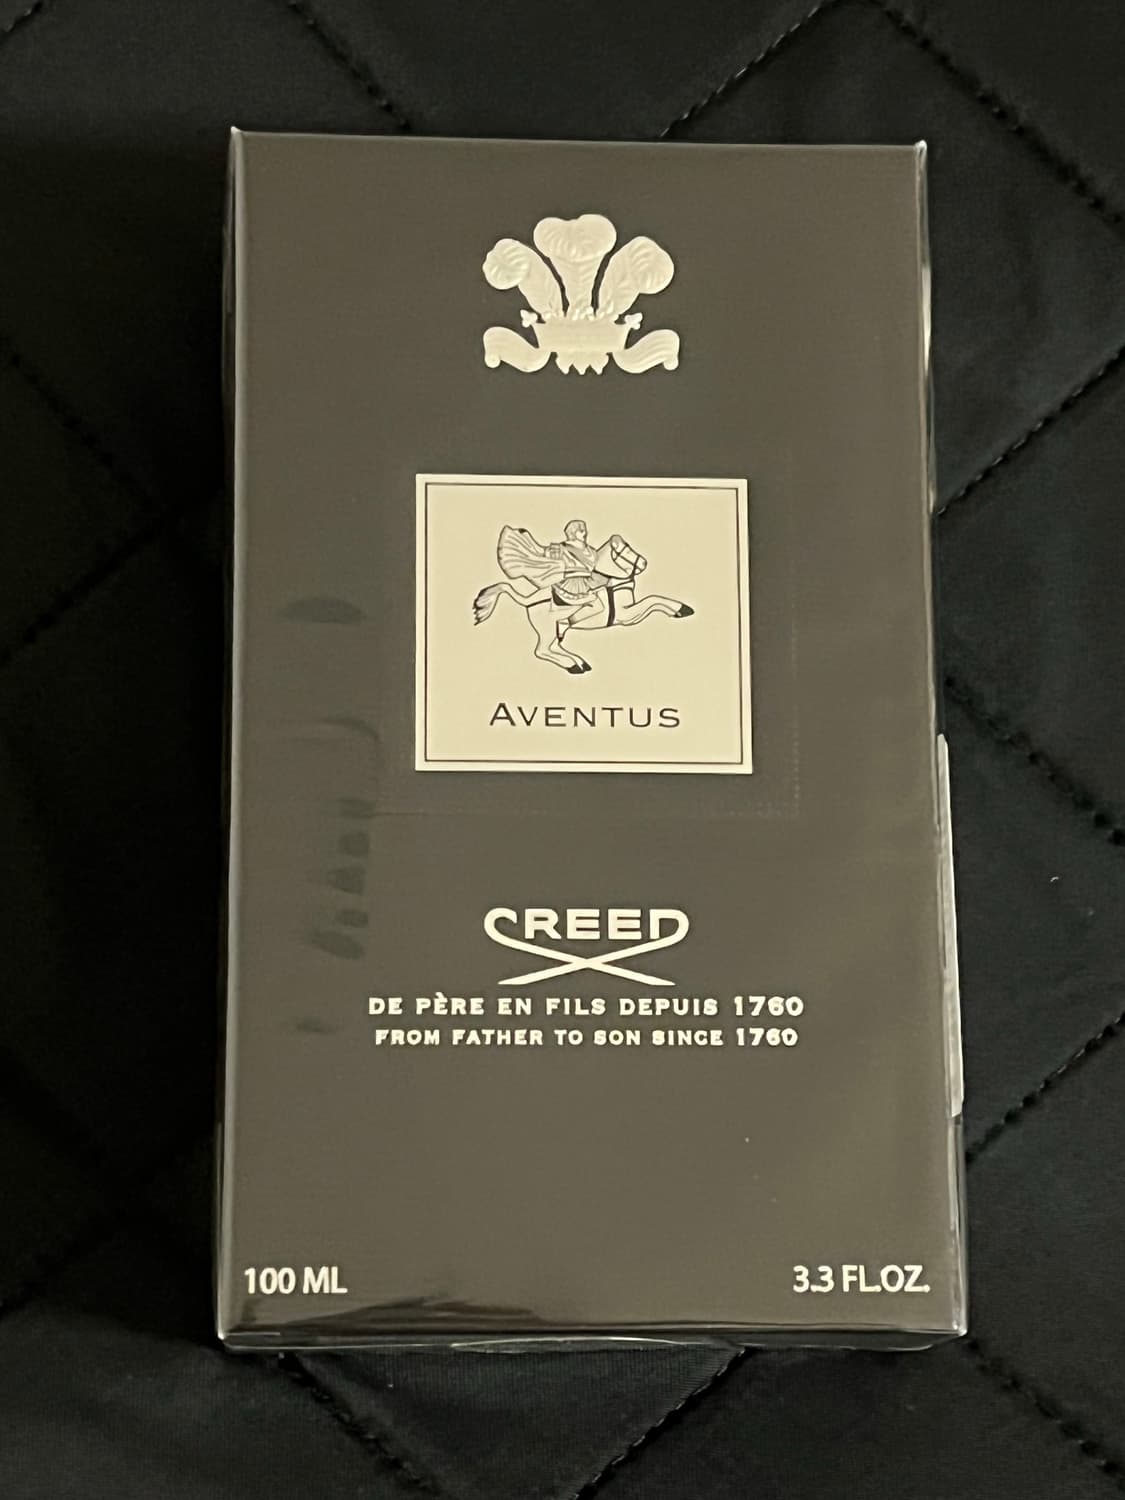 AVENTUS
CREED
DE PÈRE EN FILS DEPUIS 1760
FROM FATHER TO SON SINCE 1760
100 ML
3.3 FL.OZ.